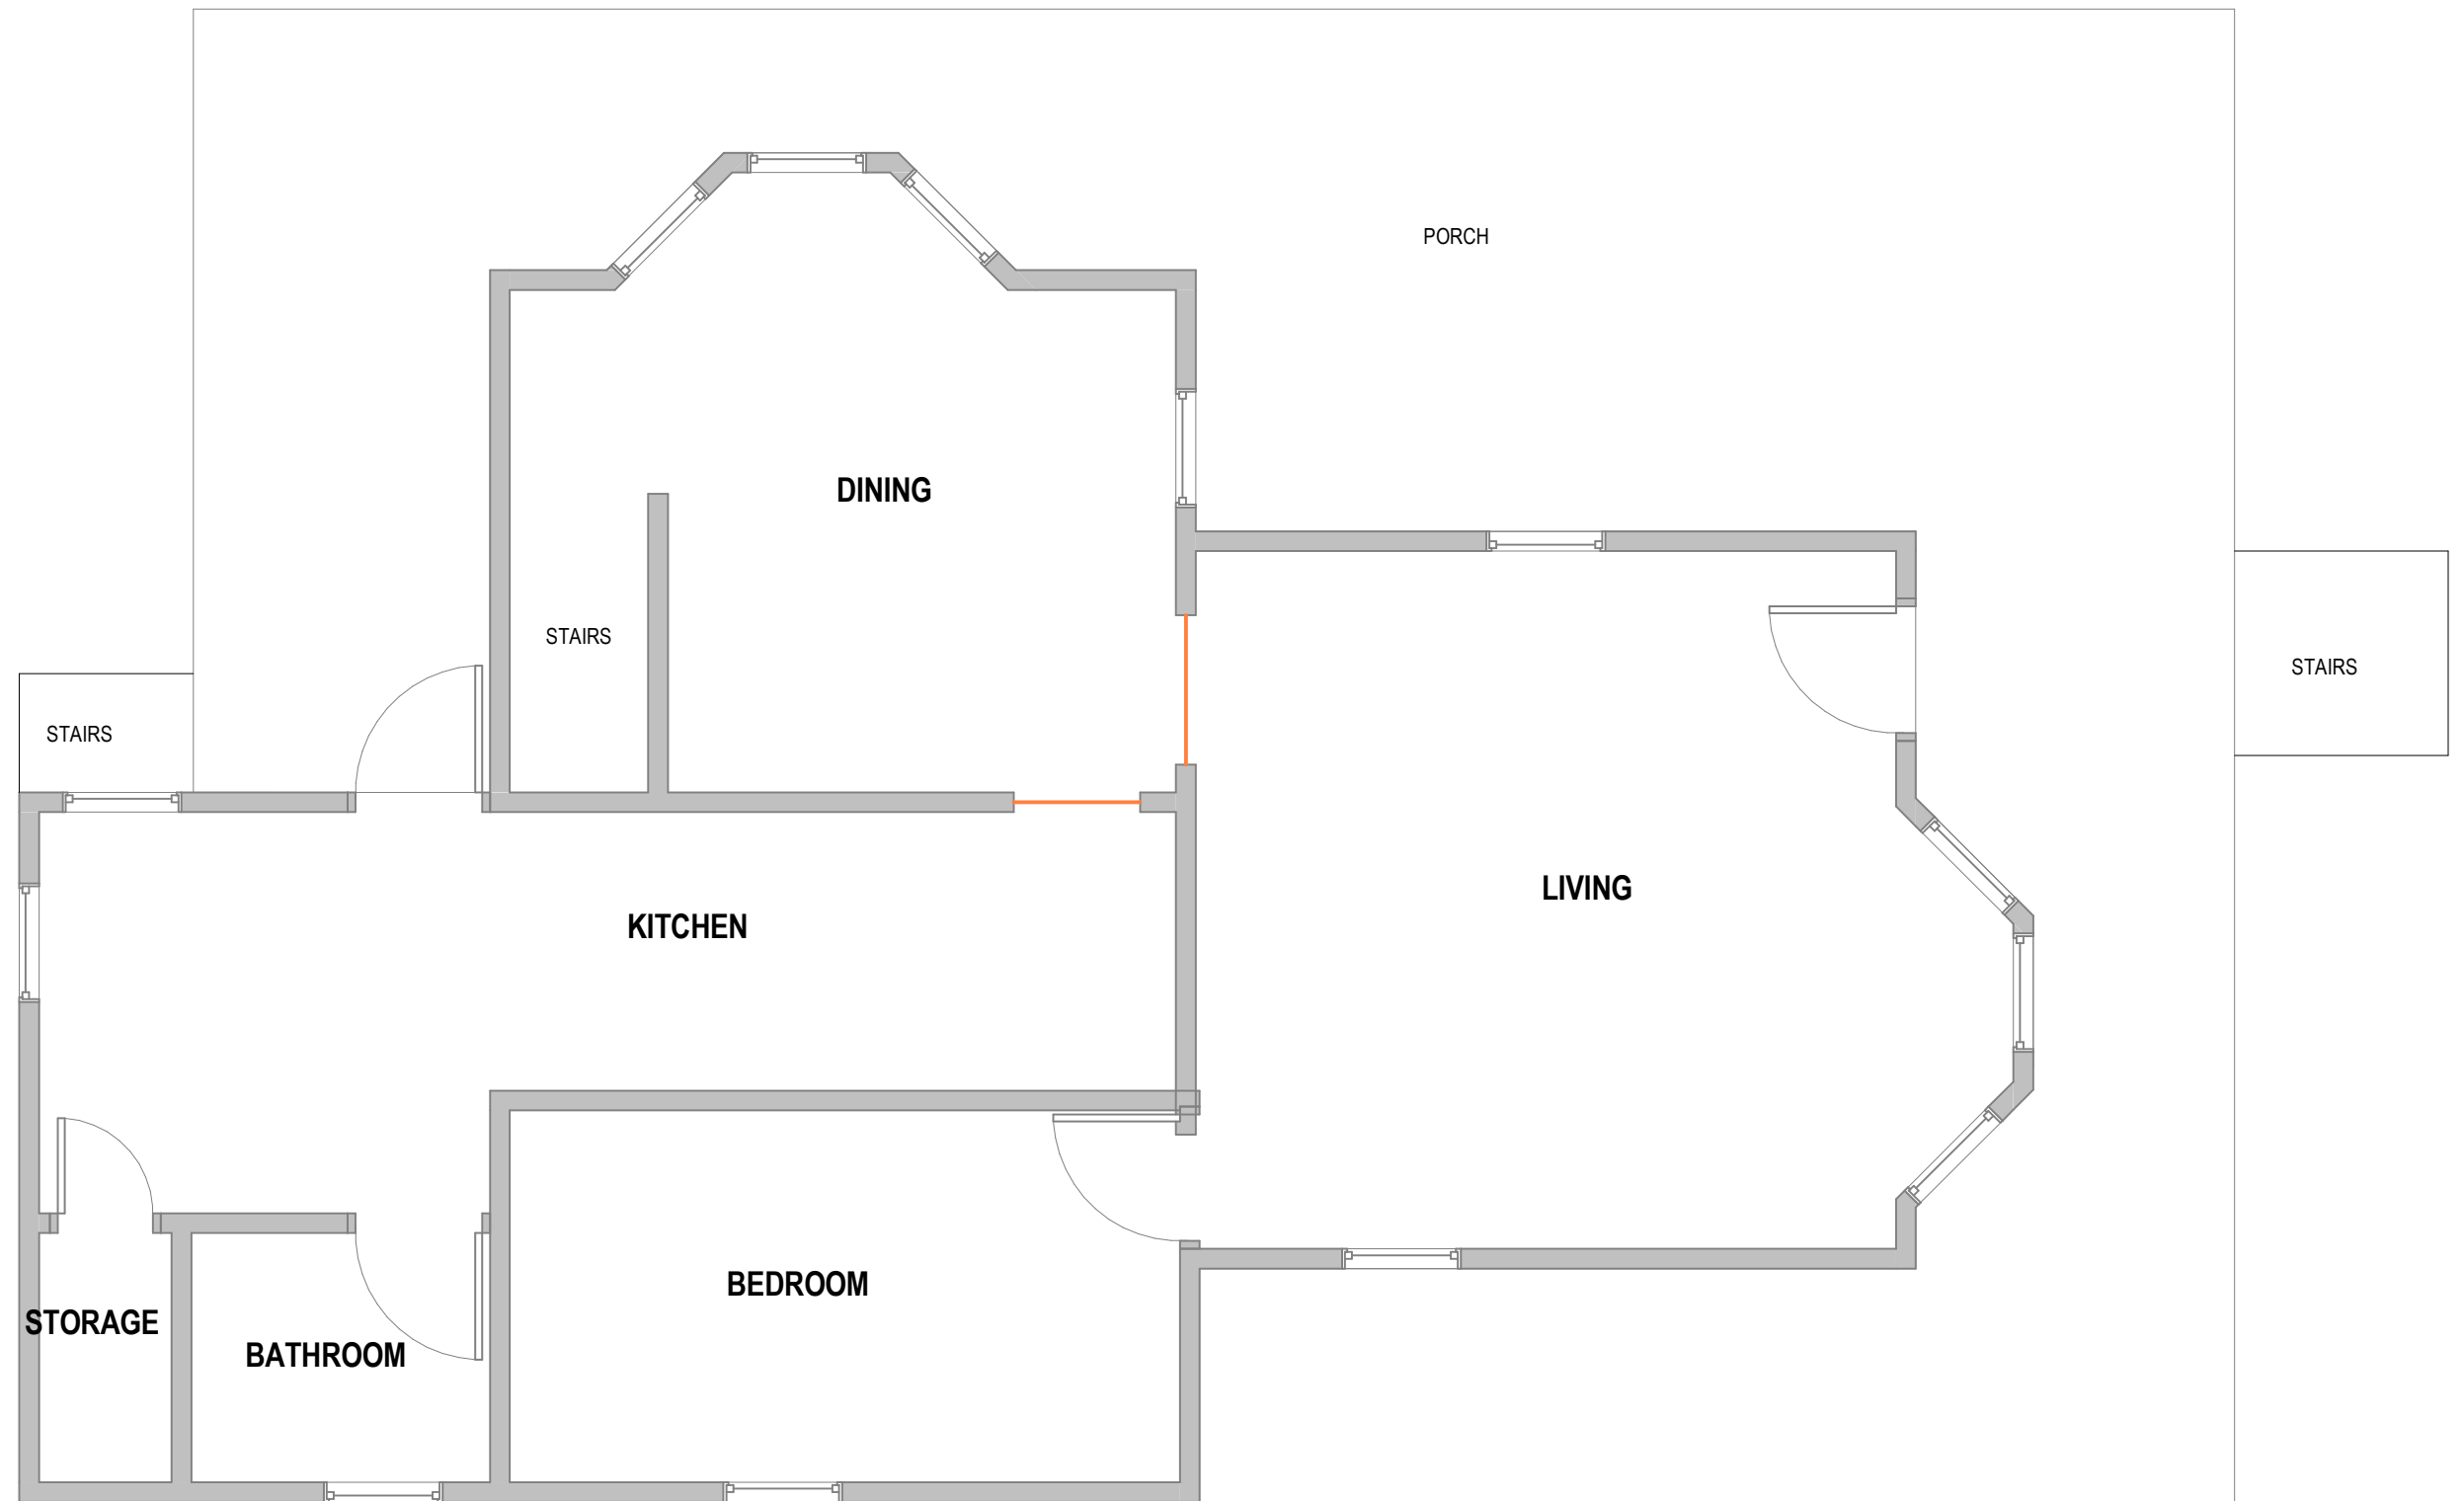 PORCH
DINING
STAIRS
STAIRS
STAIRS
LIVING
KITCHEN
BEDROOM
STORAGE
BATHROOM